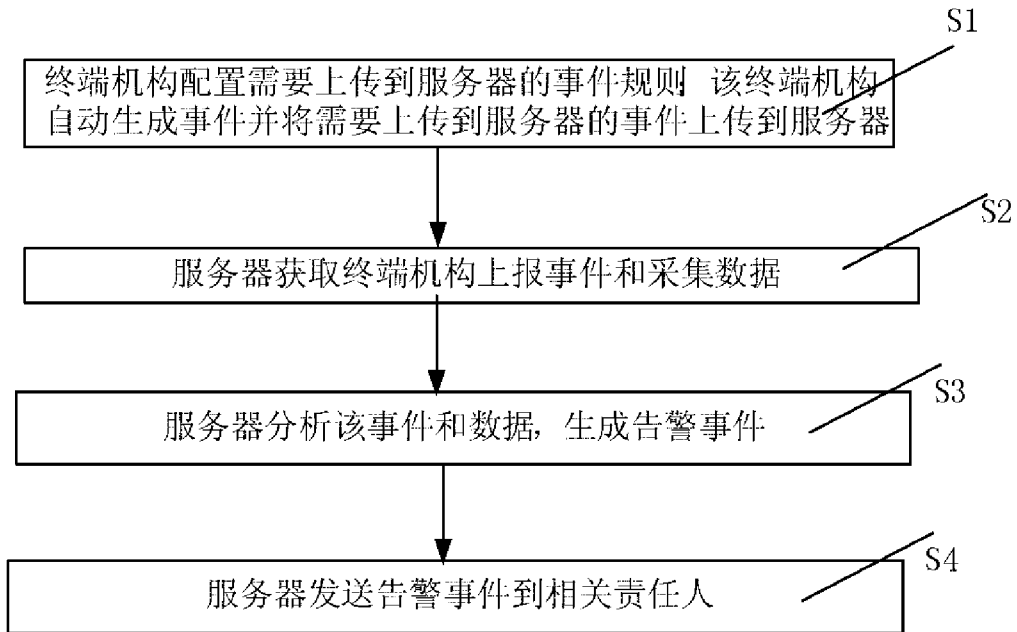 S1
终端机构配置需要上传到服务器的事件规则, 该终端机构
自动生成事件并将需要上传到服务器的事件上传到服务器
S2
服务器获取终端机构上报事件和采集数据
S3
服务器分析该事件和数据, 生成告警事件
S4
服务器发送告警事件到相关责任人